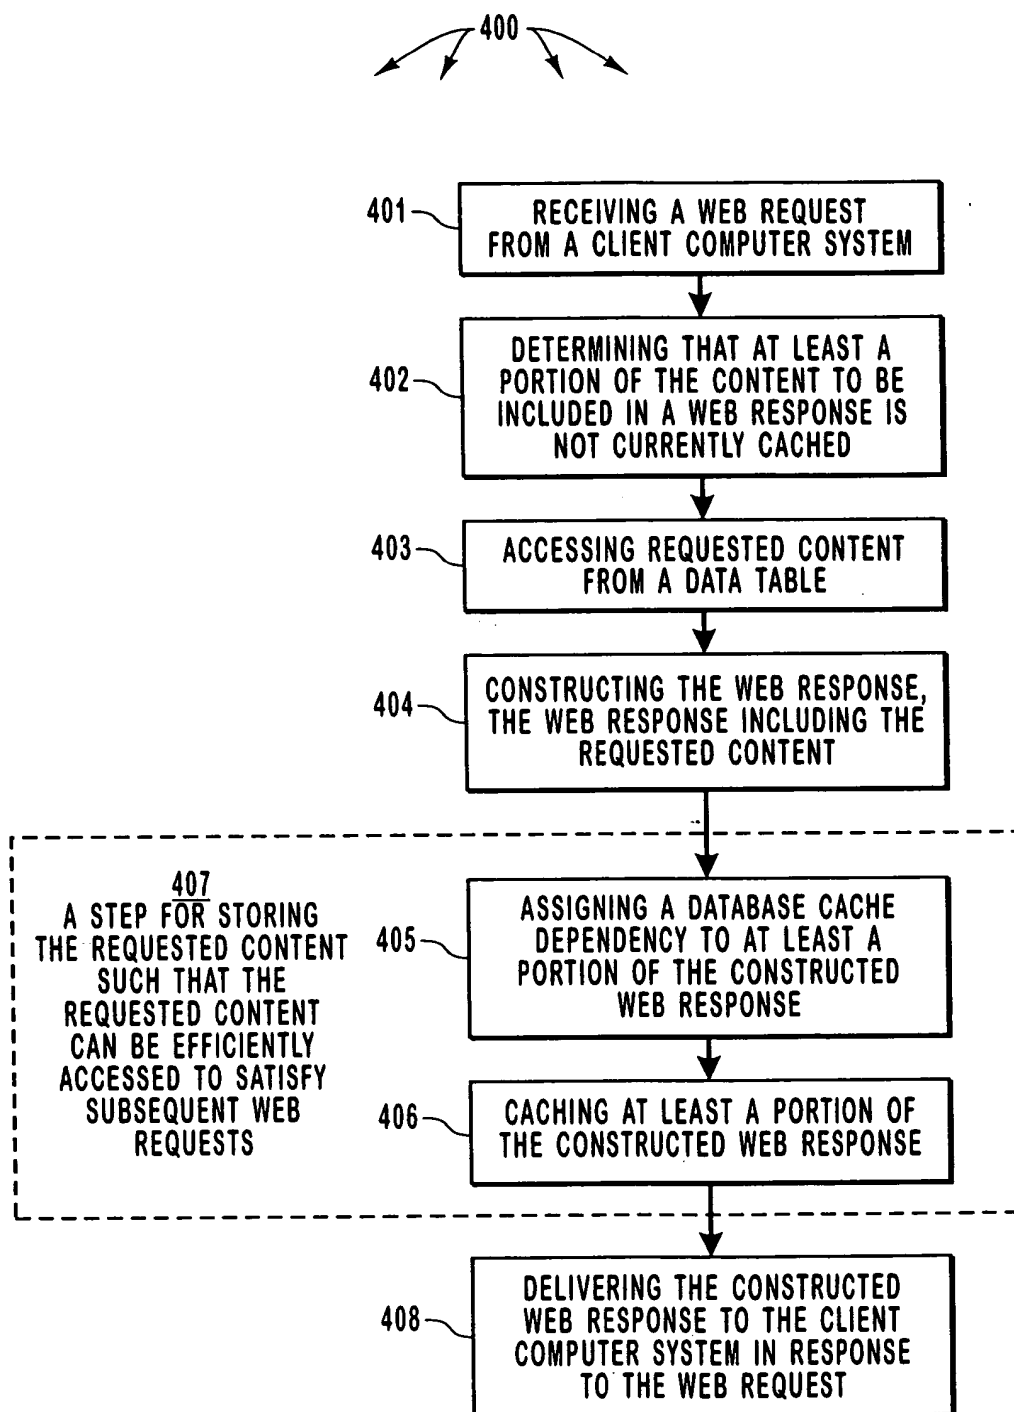 400
401
RECEIVING A WEB REQUEST
FROM A CLIENT COMPUTER SYSTEM
402
DETERMINING THAT AT LEAST A
PORTION OF THE CONTENT TO BE
INCLUDED IN A WEB RESPONSE IS
NOT CURRENTLY CACHED
403
ACCESSING REQUESTED CONTENT
FROM A DATA TABLE
404
CONSTRUCTING THE WEB RESPONSE,
THE WEB RESPONSE INCLUDING THE
REQUESTED CONTENT
407
A STEP FOR STORING
THE REQUESTED CONTENT
SUCH THAT THE
REQUESTED CONTENT
CAN BE EFFICIENTLY
ACCESSED TO SATISFY
SUBSEQUENT WEB
REQUESTS
405
ASSIGNING A DATABASE CACHE
DEPENDENCY TO AT LEAST A
PORTION OF THE CONSTRUCTED
WEB RESPONSE
406
CACHING AT LEAST A PORTION OF
THE CONSTRUCTED WEB RESPONSE
408
DELIVERING THE CONSTRUCTED
WEB RESPONSE TO THE CLIENT
COMPUTER SYSTEM IN RESPONSE
TO THE WEB REQUEST